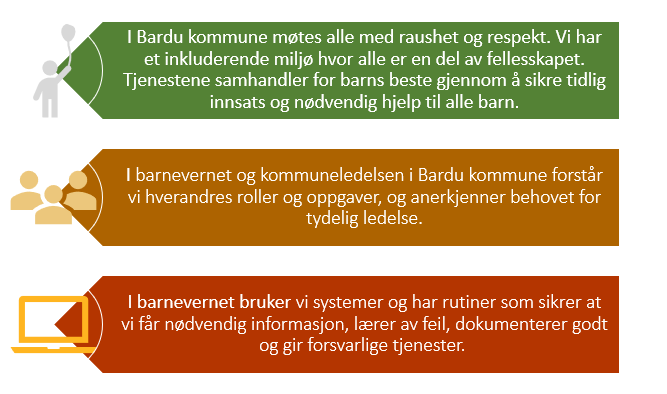 I Bardu kommune møtes alle med raushet og respekt. Vi har
et inkluderende miljø hvor alle er en del av fellesskapet.
Tjenestene samhandler for barns beste gjennom å sikre tidlig
innsats og nødvendig hjelp til alle barn.
I barnevernet og kommuneledelsen i Bardu kommune forstår
vi hverandres roller og oppgaver, og anerkjenner behovet for
tydelig ledelse.
I barnevernet bruker vi systemer og har rutiner som sikrer at
vi får nødvendig informasjon, lærer av feil, dokumenterer godt
og gir forsvarlige tjenester.